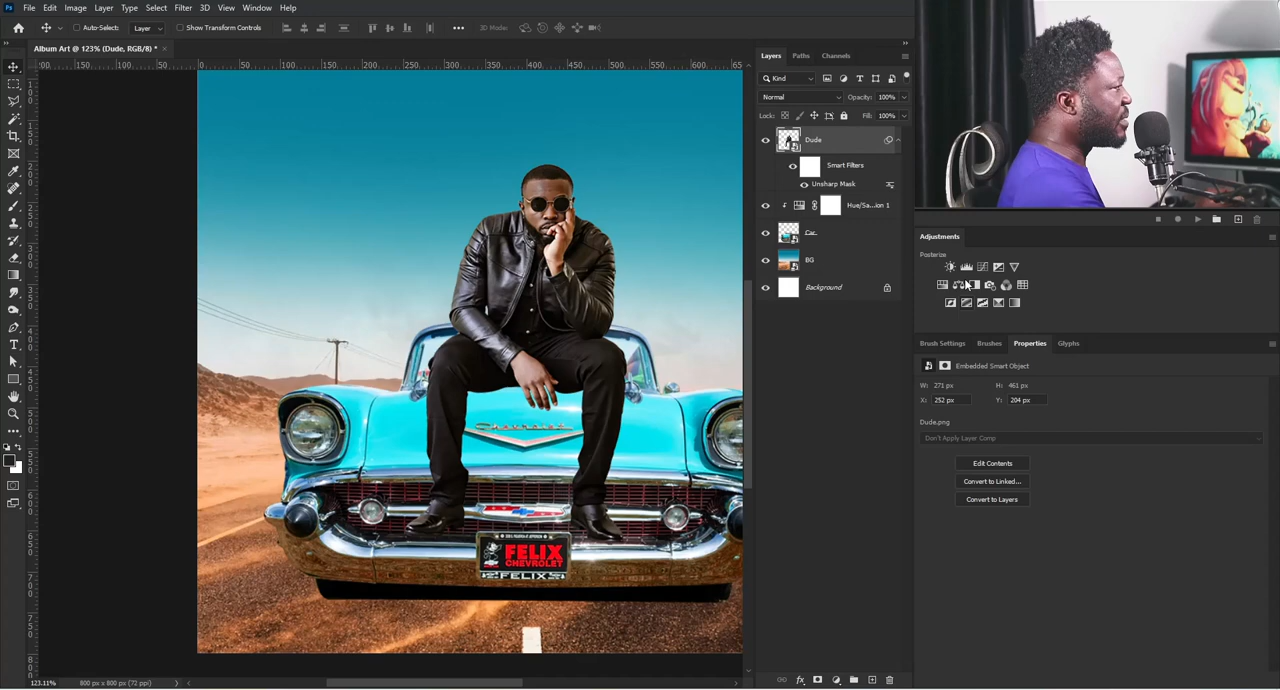 Ps File Edit Image Layer Type Select Filter 3D View Window Help
Auto-Select: Layer Show Transform Controls 3D Mode:
Album Art @ 123% (Dude, RGB/8) *
Layers Paths Channels
Kind
Normal Opacity: 100%
Lock: Fill: 100%
Dude
Smart Filters
Unsharp Mask
Hue/Sa...ion 1
Car
BG
Background
Adjustments
Posterize
Brush Settings Brushes Properties Glyphs
Embedded Smart Object
W: 271 px H: 461 px
X: 252 px Y: 204 px
Dude.png
Don't Apply Layer Comp
Edit Contents
Convert to Linked...
Convert to Layers
Chevrolet
FELIX
CHEVROLET
FELIX
123.11% 800 px x 800 px (72 ppi)